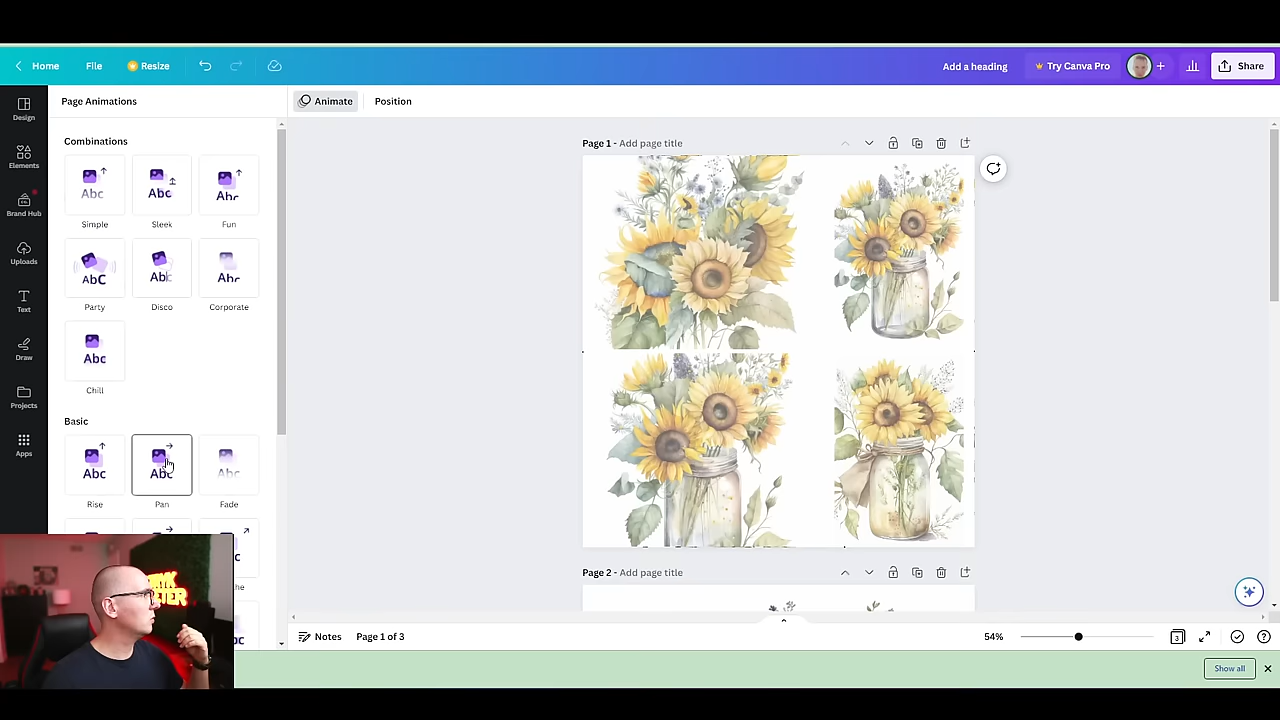 Home File Resize Add a heading Try Canva Pro Share
Page Animations Animate Position
Design
Elements
Brand Hub
Uploads
Text
Draw
Projects
Apps
Combinations
Abc Abc Abc
Simple Sleek Fun
AbC Abc Abc
Party Disco Corporate
Abc
Chill
Basic
Abc Abc Abc
Rise Pan Fade
Page 1 - Add page title
Page 2 - Add page title
Notes Page 1 of 3 54% 3
Show all